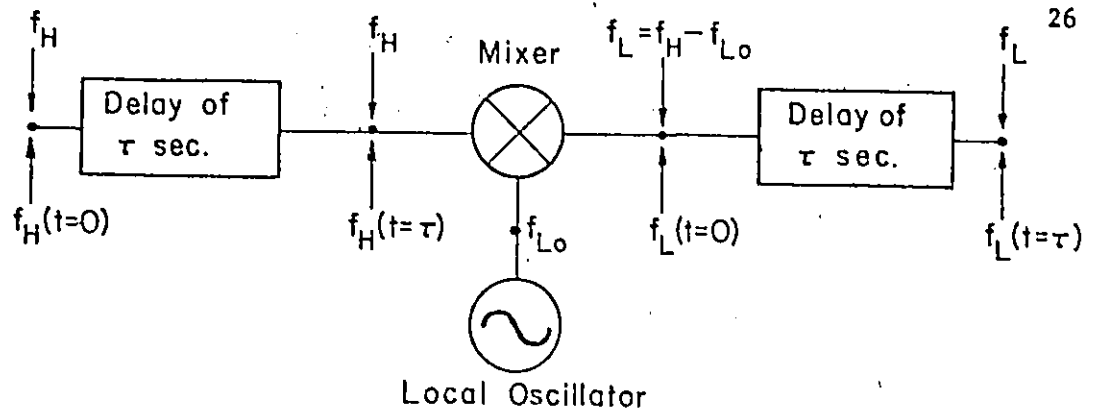 26
f_H
f_H
Mixer
f_L = f_H - f_Lo
f_L
Delay of
τ sec.
Delay of
τ sec.
f_H(t=0)
f_H(t=τ)
f_Lo
f_L(t=0)
f_L(t=τ)
Local Oscillator